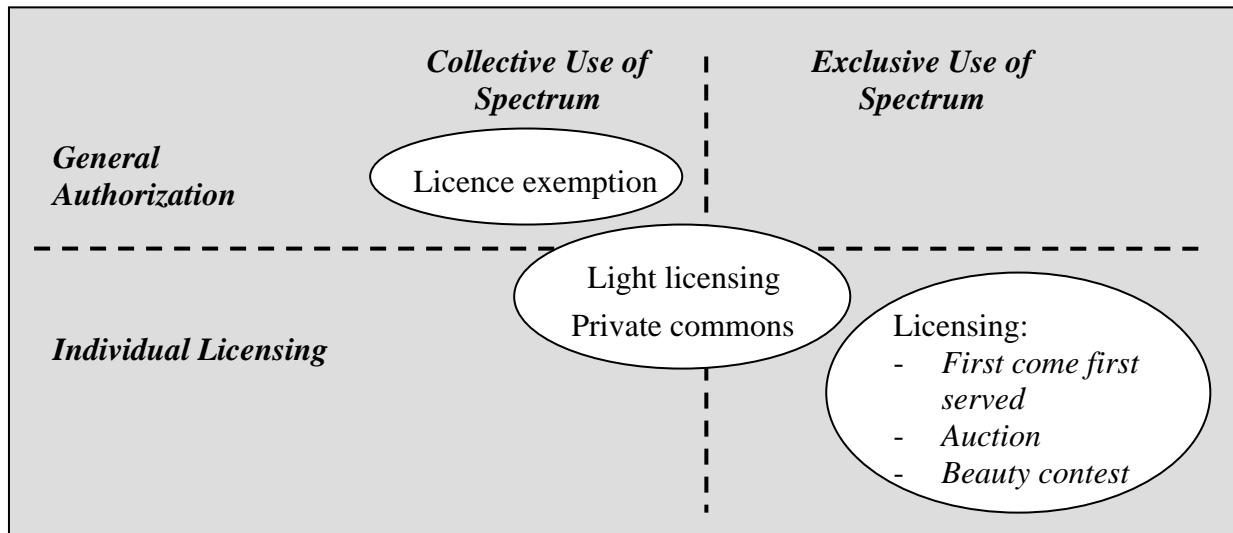 Collective Use of
Spectrum
Exclusive Use of
Spectrum
General
Authorization
Licence exemption
Light licensing
Private commons
Individual Licensing
Licensing:
- First come first
served
- Auction
- Beauty contest